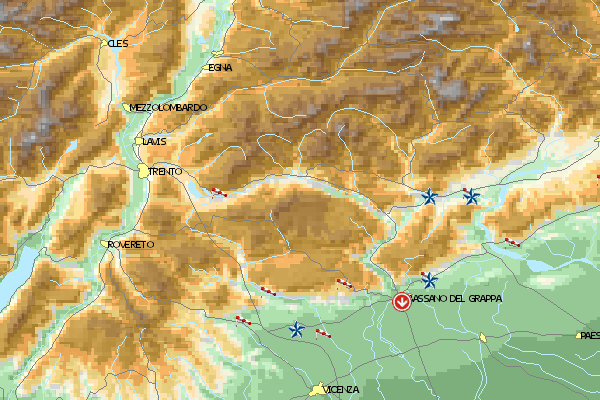 CLES
EGNA
MEZZOLOMBARDO
LAVIS
TRENTO
ROVERETO
BASSANO DEL GRAPPA
PAES
VICENZA